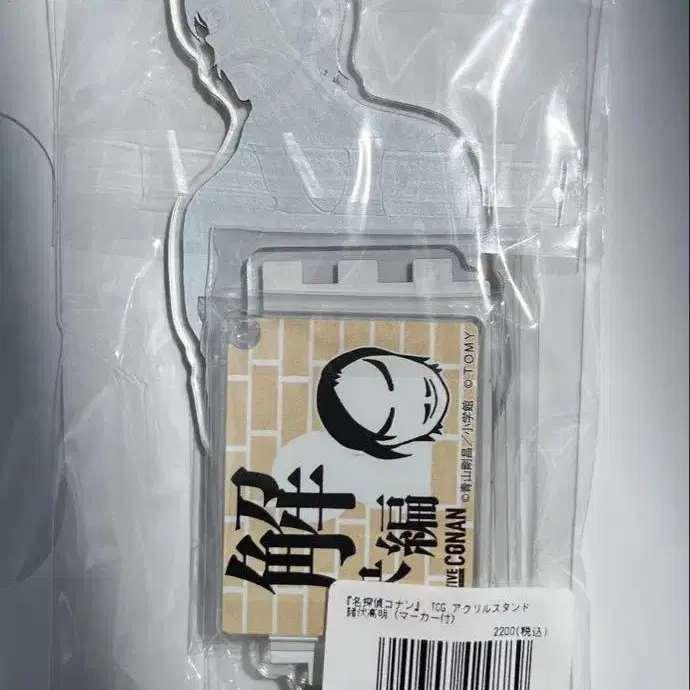 解
編
CONAN
©青山剛昌/小学館 ©TOMY
『名探偵コナン』 TCG アクリルスタンド
諸伏高明 (マーカー付)
2200(税込)